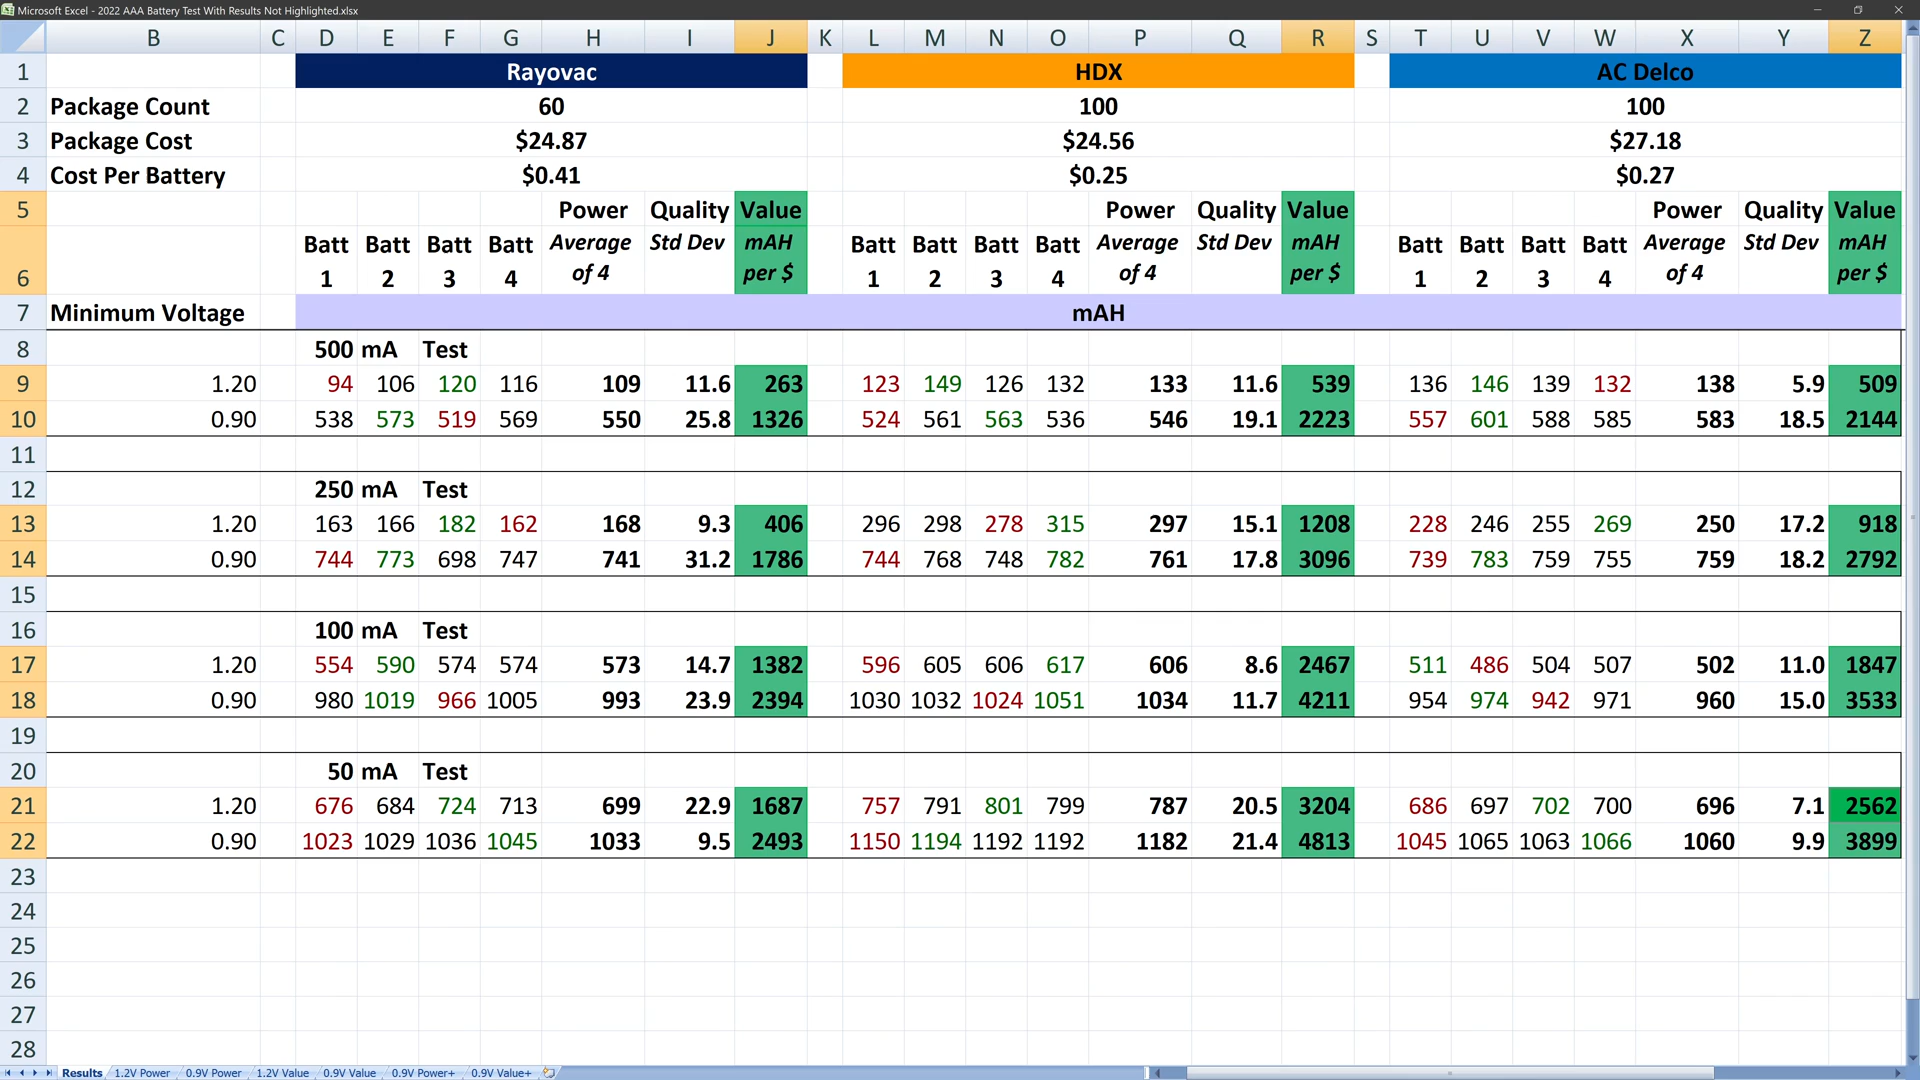 Microsoft Excel - 2022 AAA Battery Test With Results Not Highlighted.xlsx
B C D E F G H I J K L M N O P Q R S T U V W X Y Z
1 Rayovac HDX AC Delco
2 Package Count 60 100 100
3 Package Cost $24.87 $24.56 $27.18
4 Cost Per Battery $0.41 $0.25 $0.27
5 Power Quality Value Power Quality Value Power Quality Value
Batt Batt Batt Batt Average Std Dev mAH Batt Batt Batt Batt Average Std Dev mAH Batt Batt Batt Batt Average Std Dev mAH
6 1 2 3 4 of 4 per $ 1 2 3 4 of 4 per $ 1 2 3 4 of 4 per $
7 Minimum Voltage mAH
8 500 mA Test
9 1.20 94 106 120 116 109 11.6 263 123 149 126 132 133 11.6 539 136 146 139 132 138 5.9 509
10 0.90 538 573 519 569 550 25.8 1326 524 561 563 536 546 19.1 2223 557 601 588 585 583 18.5 2144
11
12 250 mA Test
13 1.20 163 166 182 162 168 9.3 406 296 298 278 315 297 15.1 1208 228 246 255 269 250 17.2 918
14 0.90 744 773 698 747 741 31.2 1786 744 768 748 782 761 17.8 3096 739 783 759 755 759 18.2 2792
15
16 100 mA Test
17 1.20 554 590 574 574 573 14.7 1382 596 605 606 617 606 8.6 2467 511 486 504 507 502 11.0 1847
18 0.90 980 1019 966 1005 993 23.9 2394 1030 1032 1024 1051 1034 11.7 4211 954 974 942 971 960 15.0 3533
19
20 50 mA Test
21 1.20 676 684 724 713 699 22.9 1687 757 791 801 799 787 20.5 3204 686 697 702 700 696 7.1 2562
22 0.90 1023 1029 1036 1045 1033 9.5 2493 1150 1194 1192 1192 1182 21.4 4813 1045 1065 1063 1066 1060 9.9 3899
23
24
25
26
27
28
Results 1.2V Power 0.9V Power 1.2V Value 0.9V Value 0.9V Power+ 0.9V Value+